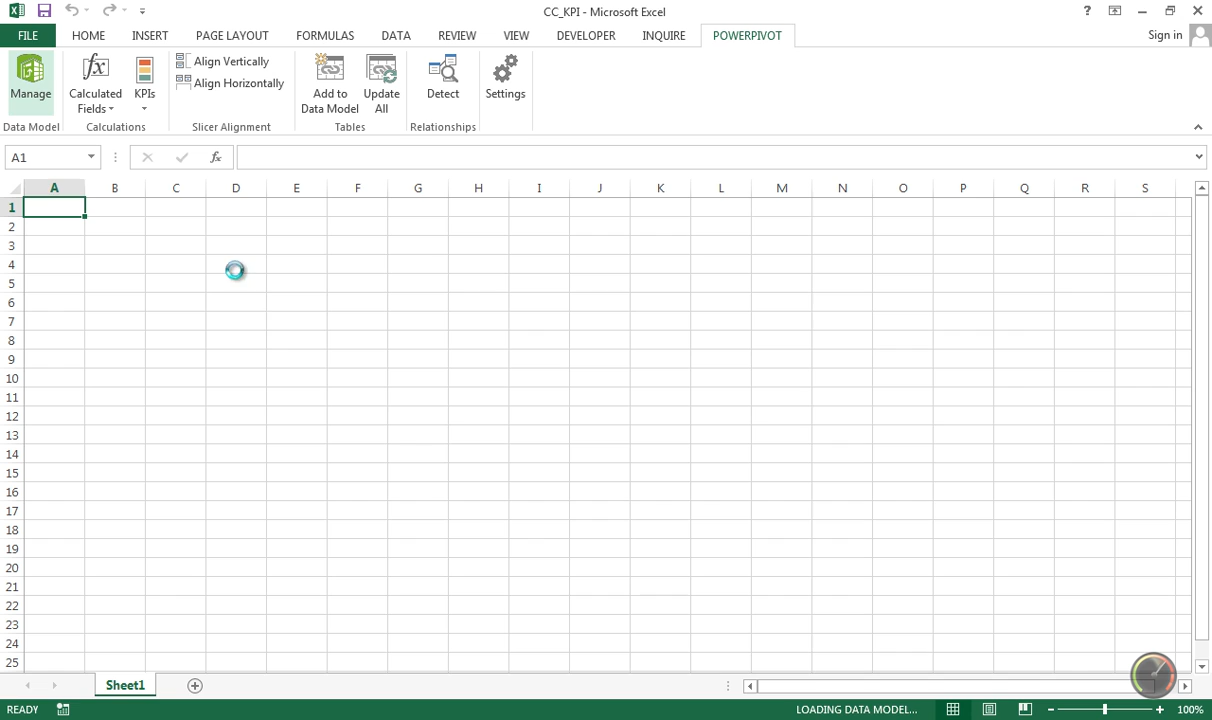 CC_KPI - Microsoft Excel
?
FILE HOME INSERT PAGE LAYOUT FORMULAS DATA REVIEW VIEW DEVELOPER INQUIRE POWERPIVOT Sign in
Manage
Calculated Fields
KPIs
Align Vertically
Align Horizontally
Add to Data Model
Update All
Detect
Settings
Data Model Calculations Slicer Alignment Tables Relationships
A1 fx
A B C D E F G H I J K L M N O P Q R S
1
2
3
4
5
6
7
8
9
10
11
12
13
14
15
16
17
18
19
20
21
22
23
24
25
Sheet1
READY LOADING DATA MODEL... 100%